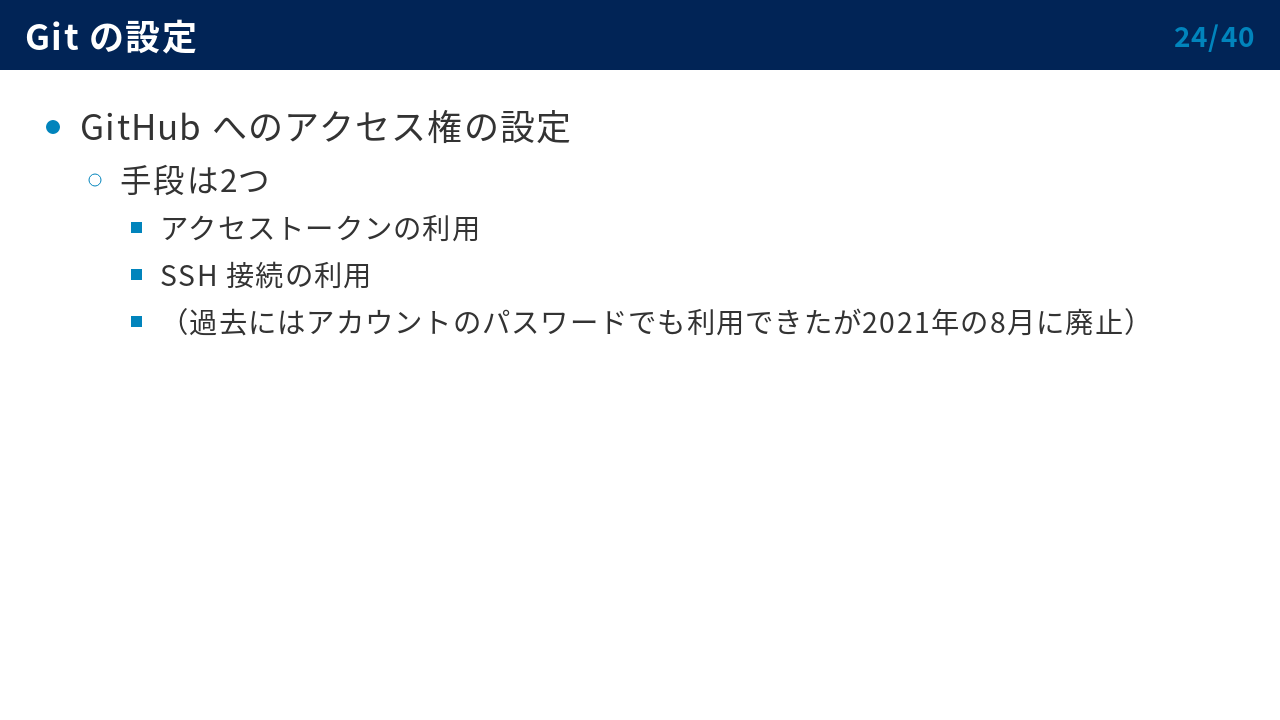 Git の設定
24/40
GitHub へのアクセス権の設定
手段は2つ
アクセストークンの利用
SSH 接続の利用
（過去にはアカウントのパスワードでも利用できたが2021年の8月に廃止）